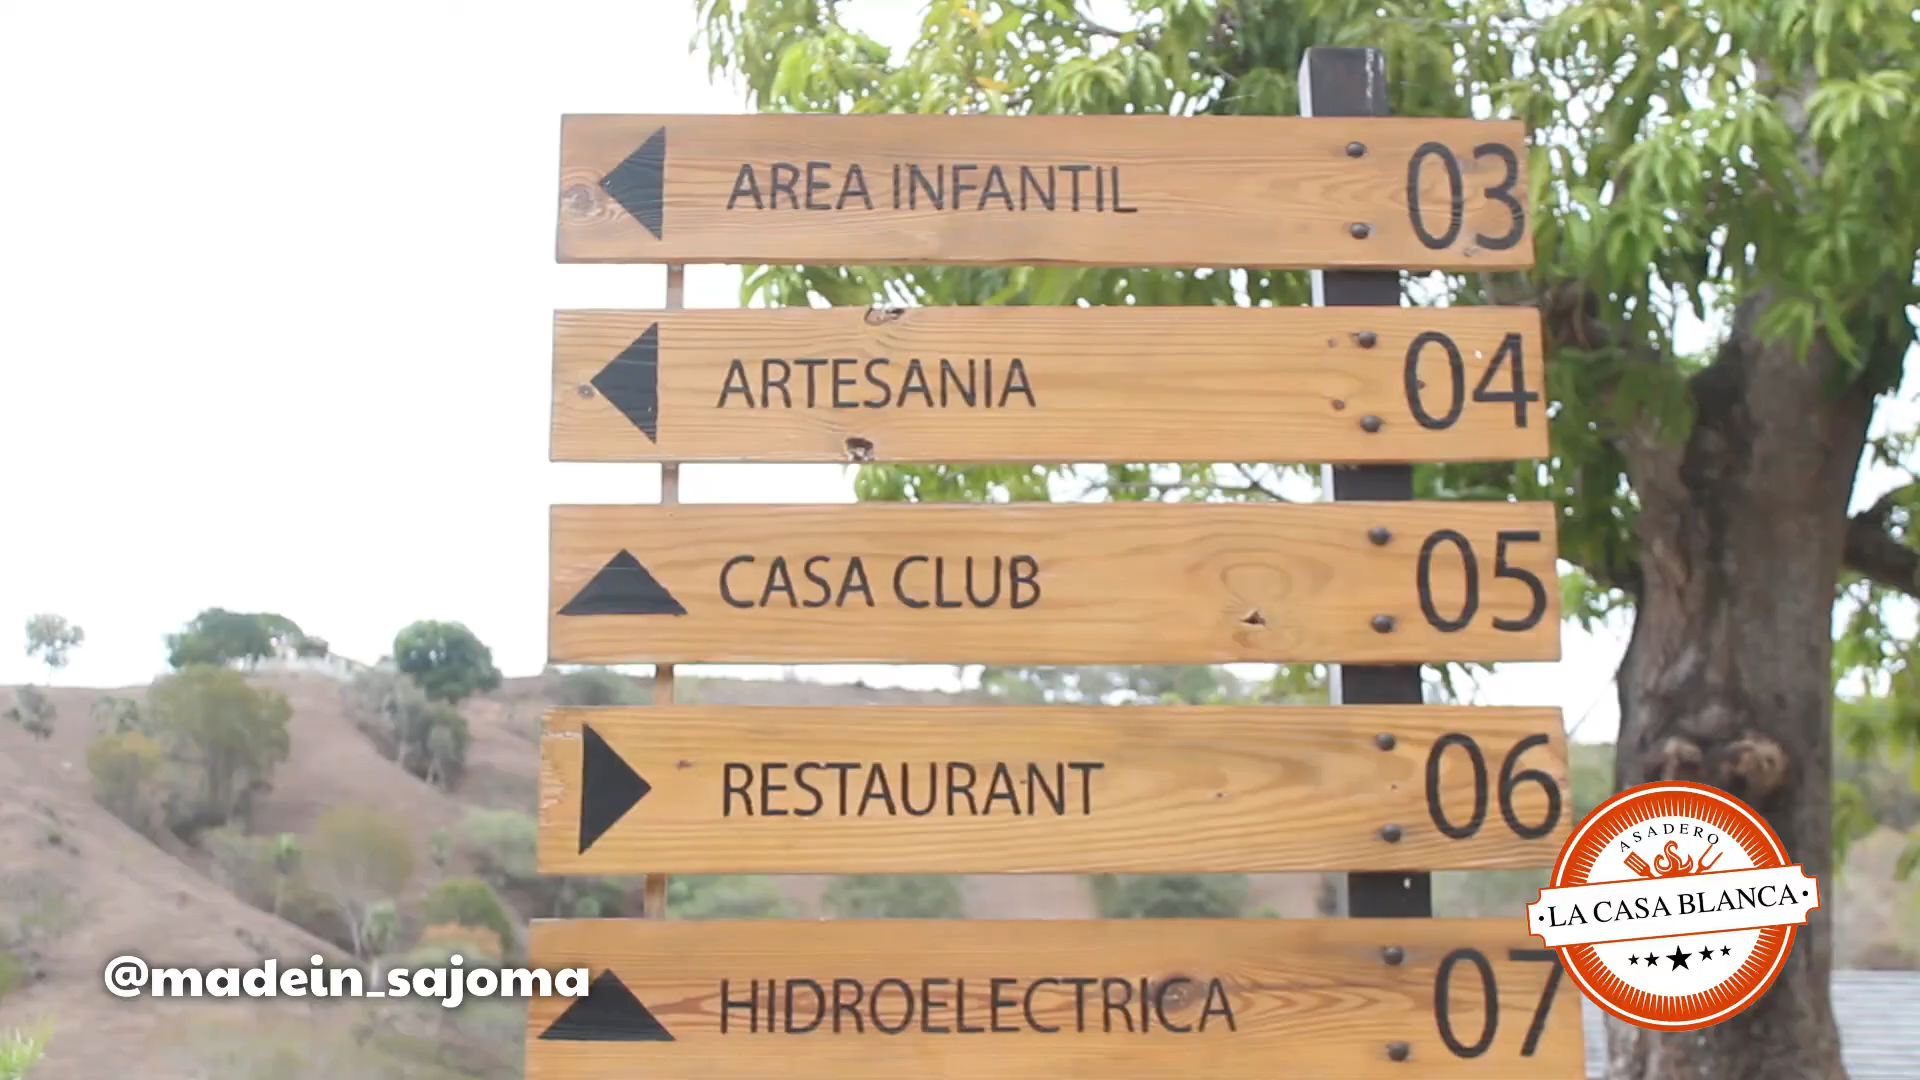 AREA INFANTIL 03
ARTESANIA 04
CASA CLUB 05
RESTAURANT 06
HIDROELECTRICA 07
@madein_sajoma
ASADERO
LA CASA BLANCA